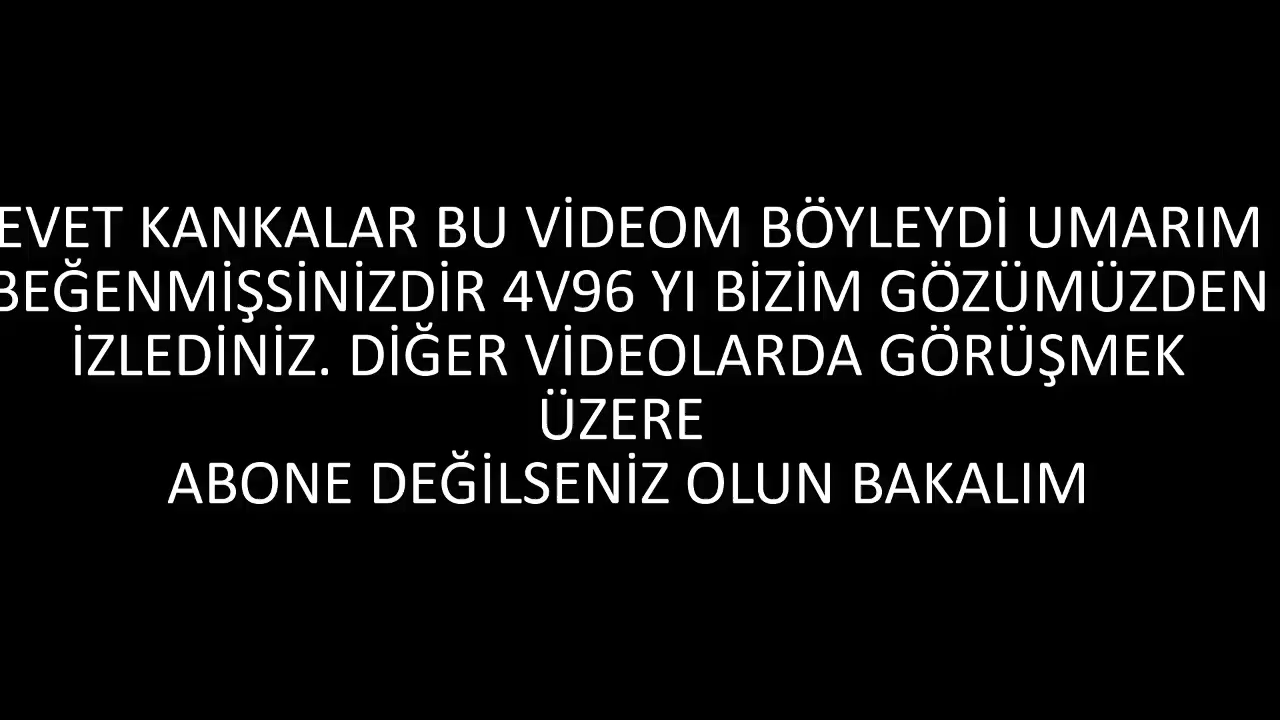 EVET KANKALAR BU VİDEOM BÖYLEYDİ UMARIM
BEĞENMİŞSİNİZDİR 4V96 YI BİZİM GÖZÜMÜZDEN
İZLEDİNİZ. DİĞER VİDEOLARDA GÖRÜŞMEK
ÜZERE
ABONE DEĞİLSENİZ OLUN BAKALIM